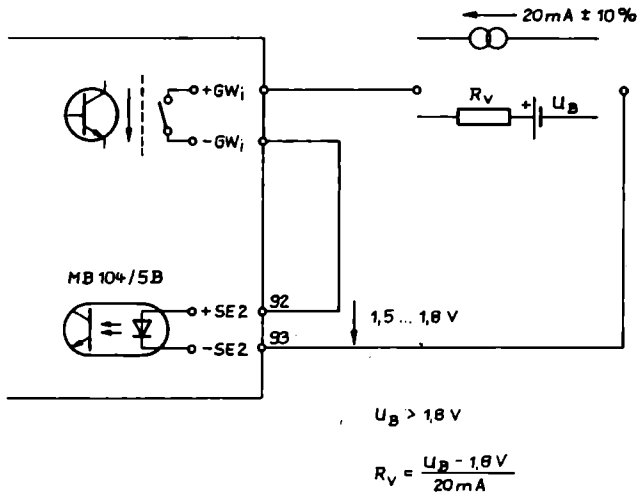 20mA ± 10%
+GWi
Rv
+
UB
-GWi
MB 104/5B
+SE2
92
1,5 ... 1,8 V
93
-SE2
UB > 1,8 V
Rv = UB - 1,8 V
20mA